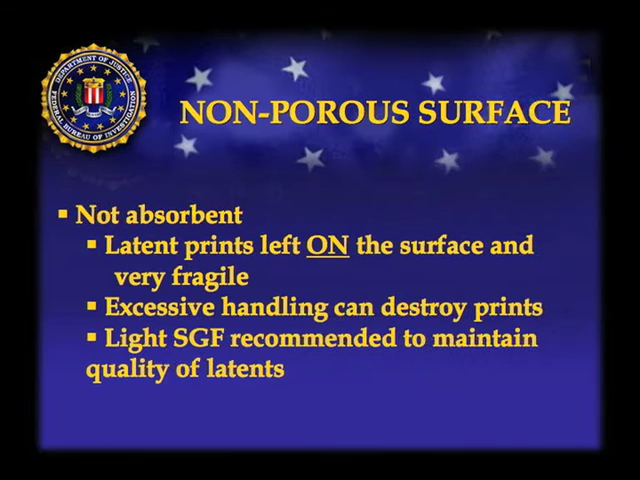 DEPARTMENT OF JUSTICE
FEDERAL BUREAU OF INVESTIGATION
NON-POROUS SURFACE
▪ Not absorbent
▪ Latent prints left ON the surface and
very fragile
▪ Excessive handling can destroy prints
▪ Light SGF recommended to maintain
quality of latents